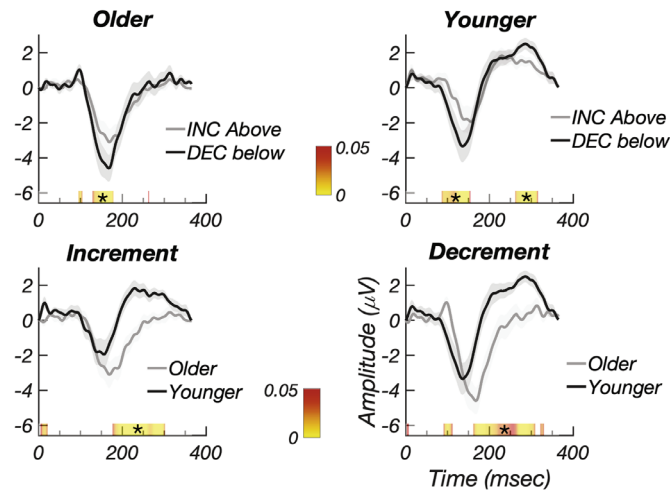 Older
Younger
2
0
-2
-4
-6
INC Above
DEC below
*
0
200
400
0.05
0
2
0
-2
-4
-6
INC Above
DEC below
* *
0
200
400
Increment
Decrement
2
0
-2
-4
-6
Older
Younger
*
0
200
400
0.05
0
Amplitude (μV)
2
0
-2
-4
-6
Older
Younger
*
0
200
400
Time (msec)